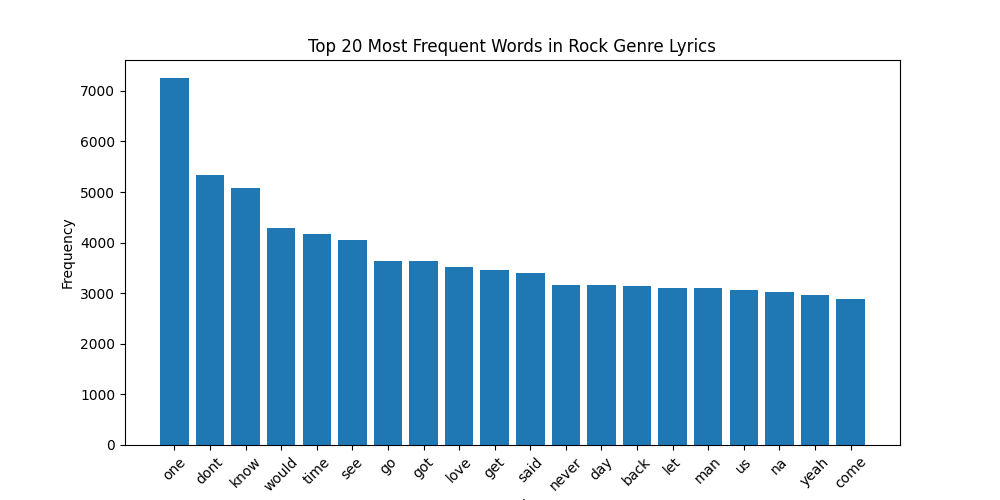 Top 20 Most Frequent Words in Rock Genre Lyrics
Frequency
7000
6000
5000
4000
3000
2000
1000
0
one
dont
know
would
time
see
go
got
love
get
said
never
day
back
let
man
us
na
yeah
come